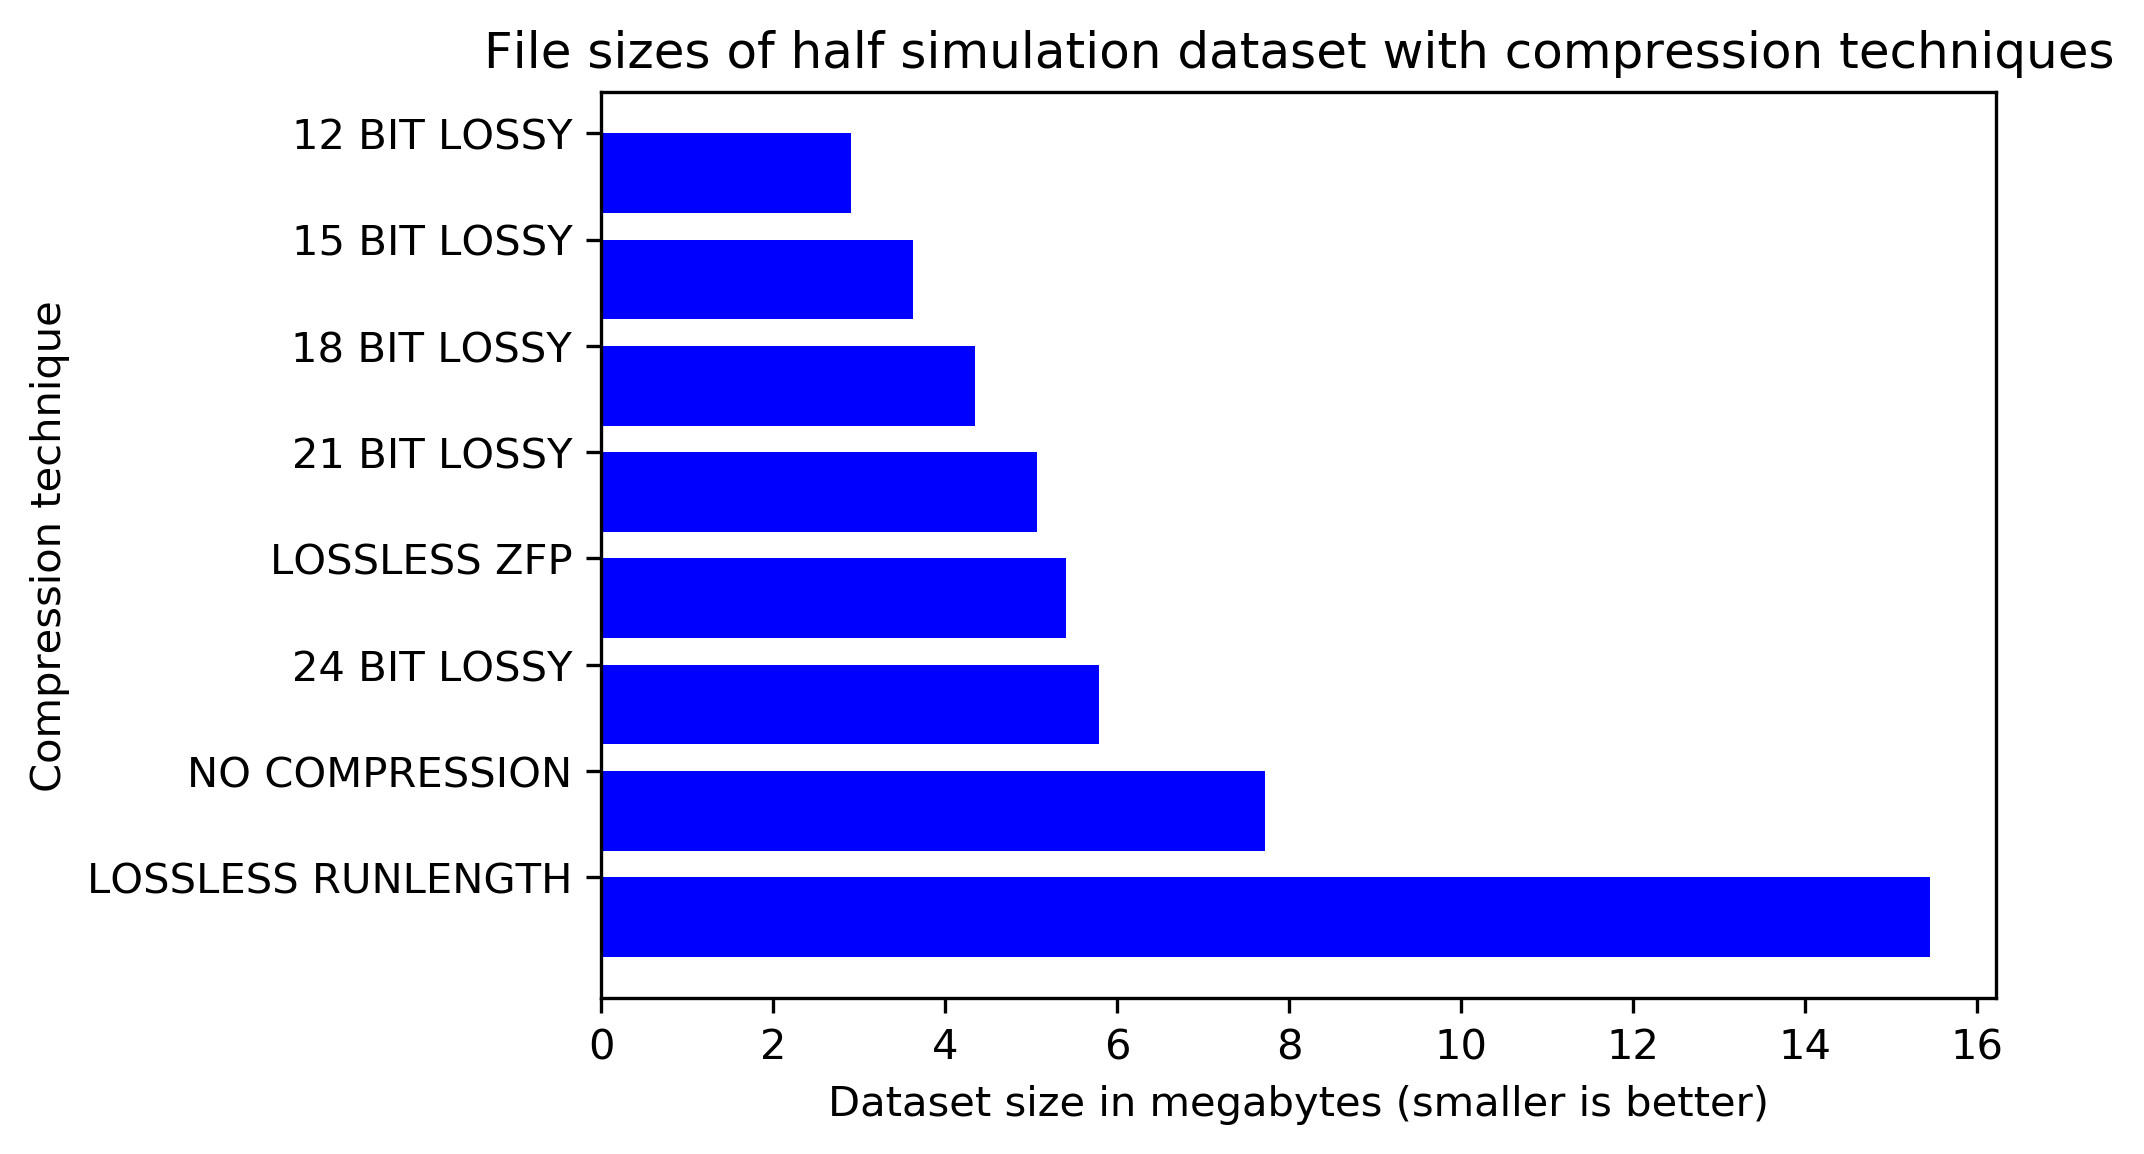 File sizes of half simulation dataset with compression techniques
Compression technique
12 BIT LOSSY
15 BIT LOSSY
18 BIT LOSSY
21 BIT LOSSY
LOSSLESS ZFP
24 BIT LOSSY
NO COMPRESSION
LOSSLESS RUNLENGTH
0 2 4 6 8 10 12 14 16
Dataset size in megabytes (smaller is better)